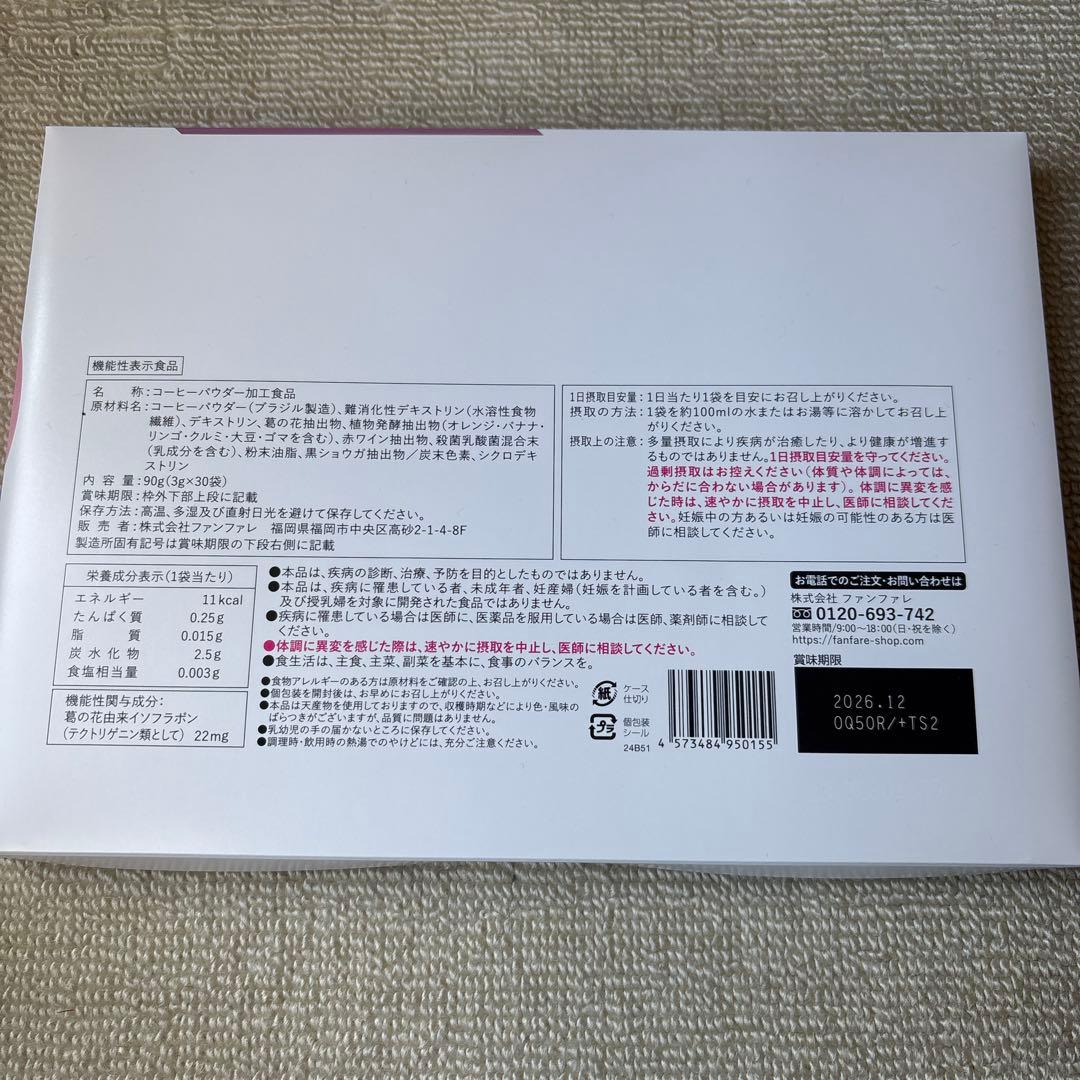 機能性表示食品
名　　称:コーヒーパウダー加工食品
原材料名:コーヒーパウダー(ブラジル製造)、難消化性デキストリン(水溶性食物
繊維)、デキストリン、葛の花抽出物、植物発酵抽出物(オレンジ・バナナ・
リンゴ・クルミ・大豆・ゴマを含む)、赤ワイン抽出物、殺菌乳酸菌混合末
(乳成分を含む)、粉末油脂、黒ショウガ抽出物/炭末色素、シクロデキ
ストリン
内 容 量:90g(3g×30袋)
賞味期限:枠外下部上段に記載
保存方法:高温、多湿及び直射日光を避けて保存してください。
販 売 者:株式会社ファンファレ　福岡県福岡市中央区高砂2-1-4-8F
製造所固有記号は賞味期限の下段右側に記載
1日摂取目安量:1日当たり1袋を目安にお召し上がりください。
摂取の方法:1袋を約100mlの水またはお湯等に溶かしてお召し上
がりください。
摂取上の注意:多量摂取により疾病が治癒したり、より健康が増進す
るものではありません。1日摂取目安量を守ってください。
過剰摂取はお控えください(体質や体調によっては、
からだに合わない場合があります)。体調に異変を感
じた時は、速やかに摂取を中止し、医師に相談してくだ
さい。妊娠中の方あるいは妊娠の可能性のある方は医
師に相談してください。
栄養成分表示(1袋当たり)
エネルギー　11kcal
たんぱく質　0.25g
脂　　質　0.015g
炭水化物　2.5g
食塩相当量　0.003g
機能性関与成分:
葛の花由来イソフラボン
(テクトリゲニン類として) 22mg
●本品は、疾病の診断、治療、予防を目的としたものではありません。
●本品は、疾病に罹患している者、未成年者、妊産婦(妊娠を計画している者を含む。)
及び授乳婦を対象に開発された食品ではありません。
●疾病に罹患している場合は医師に、医薬品を服用している場合は医師、薬剤師に相談して
ください。
●体調に異変を感じた際は、速やかに摂取を中止し、医師に相談してください。
●食生活は、主食、主菜、副菜を基本に、食事のバランスを。
●食物アレルギーのある方は原材料をご確認の上、お召し上がりください。
●個包装を開封後は、お早めにお召し上がりください。
●本品は天産物を使用しておりますので、収穫時期などにより色・風味の
ばらつきがございますが、品質に問題はありません。
●乳幼児の手の届かないところに保存してください。
●調理時・飲用時の熱湯でのやけどには、充分ご注意ください。
紙
ケース
仕切り
プラ
個包装
シール
24B51
4 573484 950155
お電話でのご注文・お問い合わせは
株式会社 ファンファレ
0120-693-742
営業時間/9:00~18:00(日・祝を除く)
https://fanfare-shop.com
賞味期限
2026.12
0Q50R/+TS2